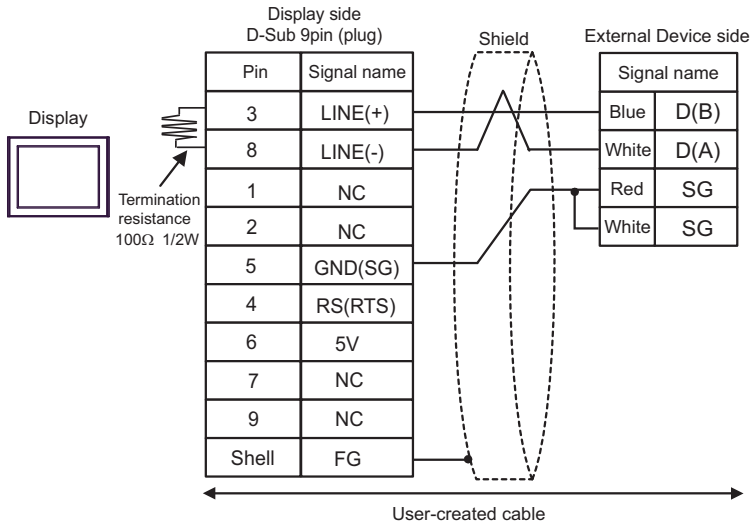 Display side
D-Sub 9pin (plug)
Shield
External Device side
Pin Signal name
Signal name
Display
3 LINE(+)
Blue D(B)
8 LINE(-)
White D(A)
Termination
resistance
100Ω 1/2W
1 NC
Red SG
2 NC
White SG
5 GND(SG)
4 RS(RTS)
6 5V
7 NC
9 NC
Shell FG
User-created cable